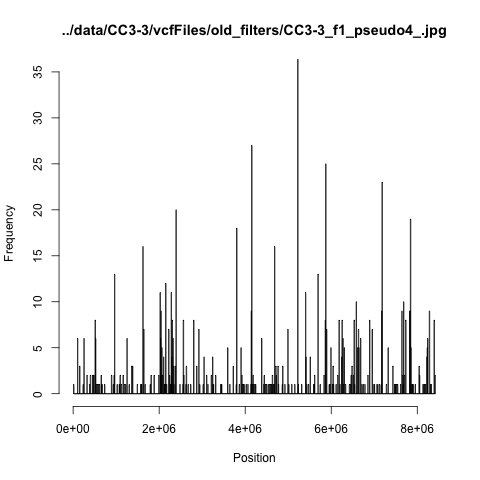 ../data/CC3-3/vcfFiles/old_filters/CC3-3_f1_pseudo4_.jpg
35
30
25
20
15
10
5
0
Frequency
0e+00 2e+06 4e+06 6e+06 8e+06
Position